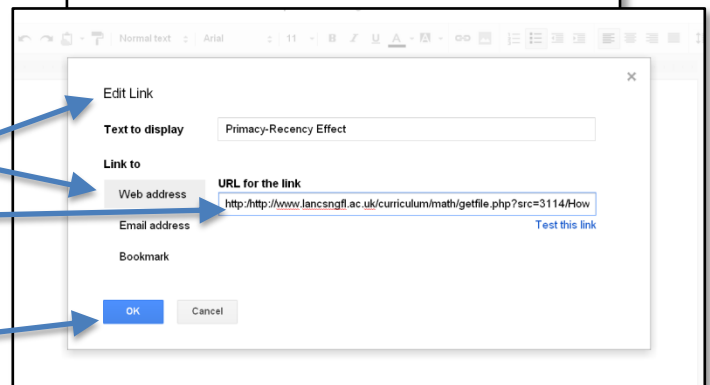 Normal text Arial 11 B I U A
Edit Link
Text to display Primacy-Recency Effect
Link to
Web address URL for the link
http:/http://www.lancsngfl.ac.uk/curriculum/math/getfile.php?src=3114/How
Email address Test this link
Bookmark
OK Cancel